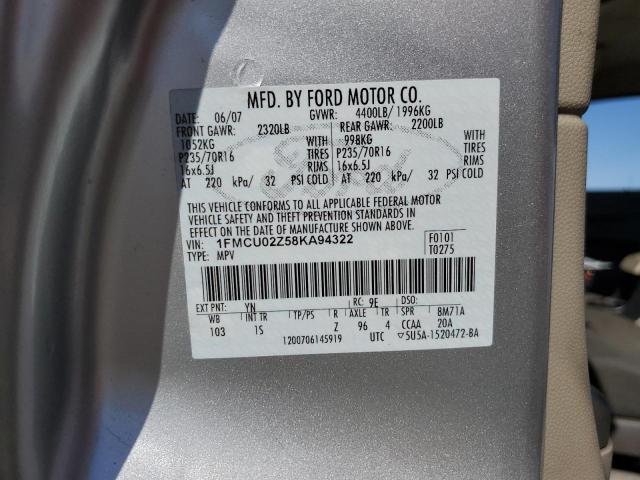 MFD. BY FORD MOTOR CO.
DATE: 06/07 GVWR: 4400LB/ 1996KG
FRONT GAWR: 2320LB REAR GAWR: 2200LB
1052KG WITH 998KG WITH
P235/70R16 TIRES P235/70R16 TIRES
16x6.5J RIMS 16x6.5J RIMS
AT 220 kPa/ 32 PSI COLD AT 220 kPa/ 32 PSI COLD
THIS VEHICLE CONFORMS TO ALL APPLICABLE FEDERAL MOTOR
VEHICLE SAFETY AND THEFT PREVENTION STANDARDS IN
EFFECT ON THE DATE OF MANUFACTURE SHOWN ABOVE.
VIN: 1FMCU02Z58KA94322 F0101
TYPE: MPV T0275
EXT PNT: YN RC: 9E DSO:
WB INT TR TP/PS R AXLE TR SPR BM71A
103 1S Z 96 4 CCAA 20A
1200706145919 UTC ▽5U5A-1520472-BA
Ford